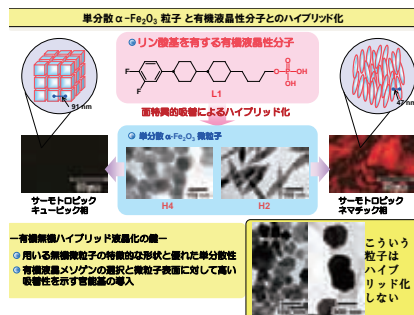 単分散 α-Fe₂O₃ 粒子 と有機液晶性分子とのハイブリッド化
リン酸基を有する有機液晶性分子
F
F
O
O
P
OH
OH
L1
面特異的吸着によるハイブリッド化
91 nm
47 nm
単分散 α-Fe₂O₃ 微粒子
H4
H2
サーモトロピック
キュービック相
サーモトロピック
ネマチック相
―有機無機ハイブリッド液晶化の鍵―
用いる無機微粒子の特徴的な形状と優れた単分散性
有機液晶メソゲンの選択と微粒子表面に対して高い
吸着性を示す官能基の導入
こういう
粒子は
ハイブ
リッド化
しない